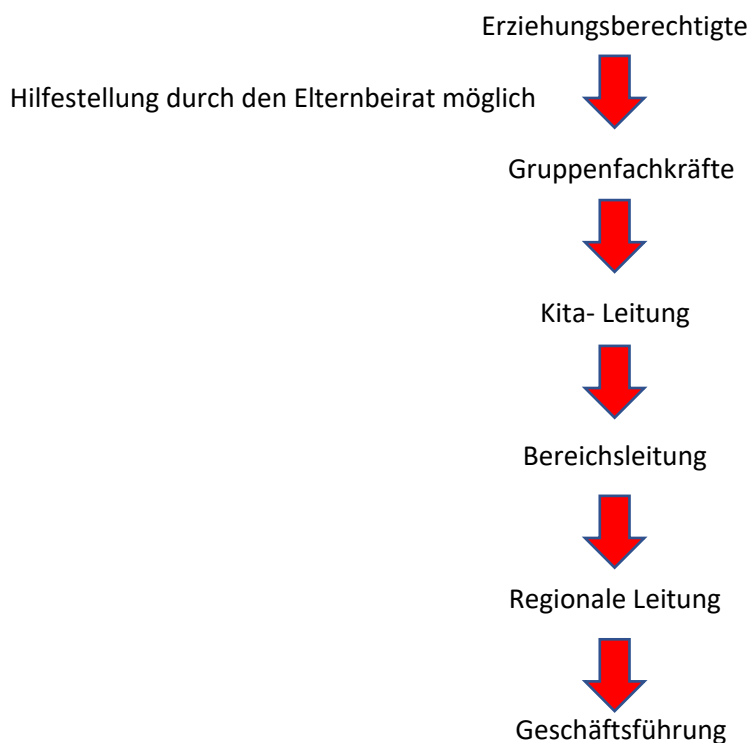 Erziehungsberechtigte
Hilfestellung durch den Elternbeirat möglich
Gruppenfachkräfte
Kita- Leitung
Bereichsleitung
Regionale Leitung
Geschäftsführung